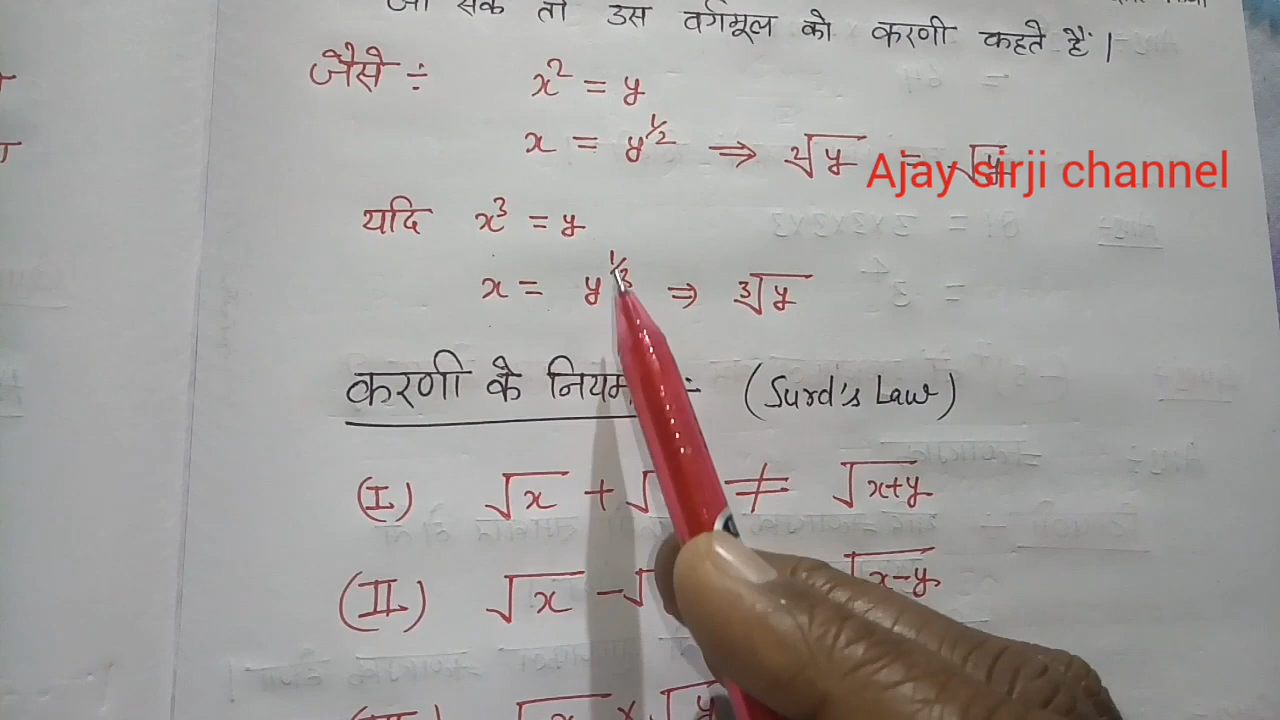 जा सके तो उस वर्गमूल को करणी कहते हैं।
जैसे ÷ x² = y
x = y^1/2 ⇒ ²√y = √y
Ajay sirji channel
यदि x³ = y
x = y^1/3 ⇒ ³√y
करणी के नियम :- (Surd's Law)
(I) √x + √ ≠ √x+y
(II) √x - √ √x-y
√x × √y